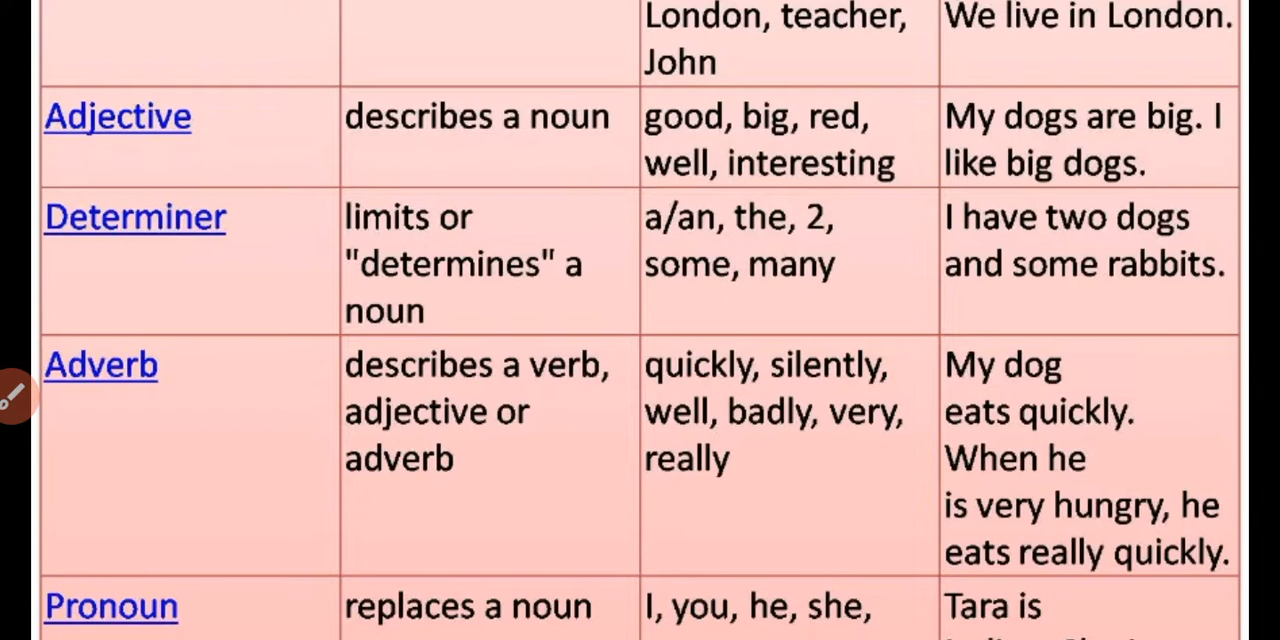 London, teacher,
John
We live in London.
Adjective
describes a noun
good, big, red,
well, interesting
My dogs are big. I
like big dogs.
Determiner
limits or
"determines" a
noun
a/an, the, 2,
some, many
I have two dogs
and some rabbits.
Adverb
describes a verb,
adjective or
adverb
quickly, silently,
well, badly, very,
really
My dog
eats quickly.
When he
is very hungry, he
eats really quickly.
Pronoun
replaces a noun
I, you, he, she,
Tara is